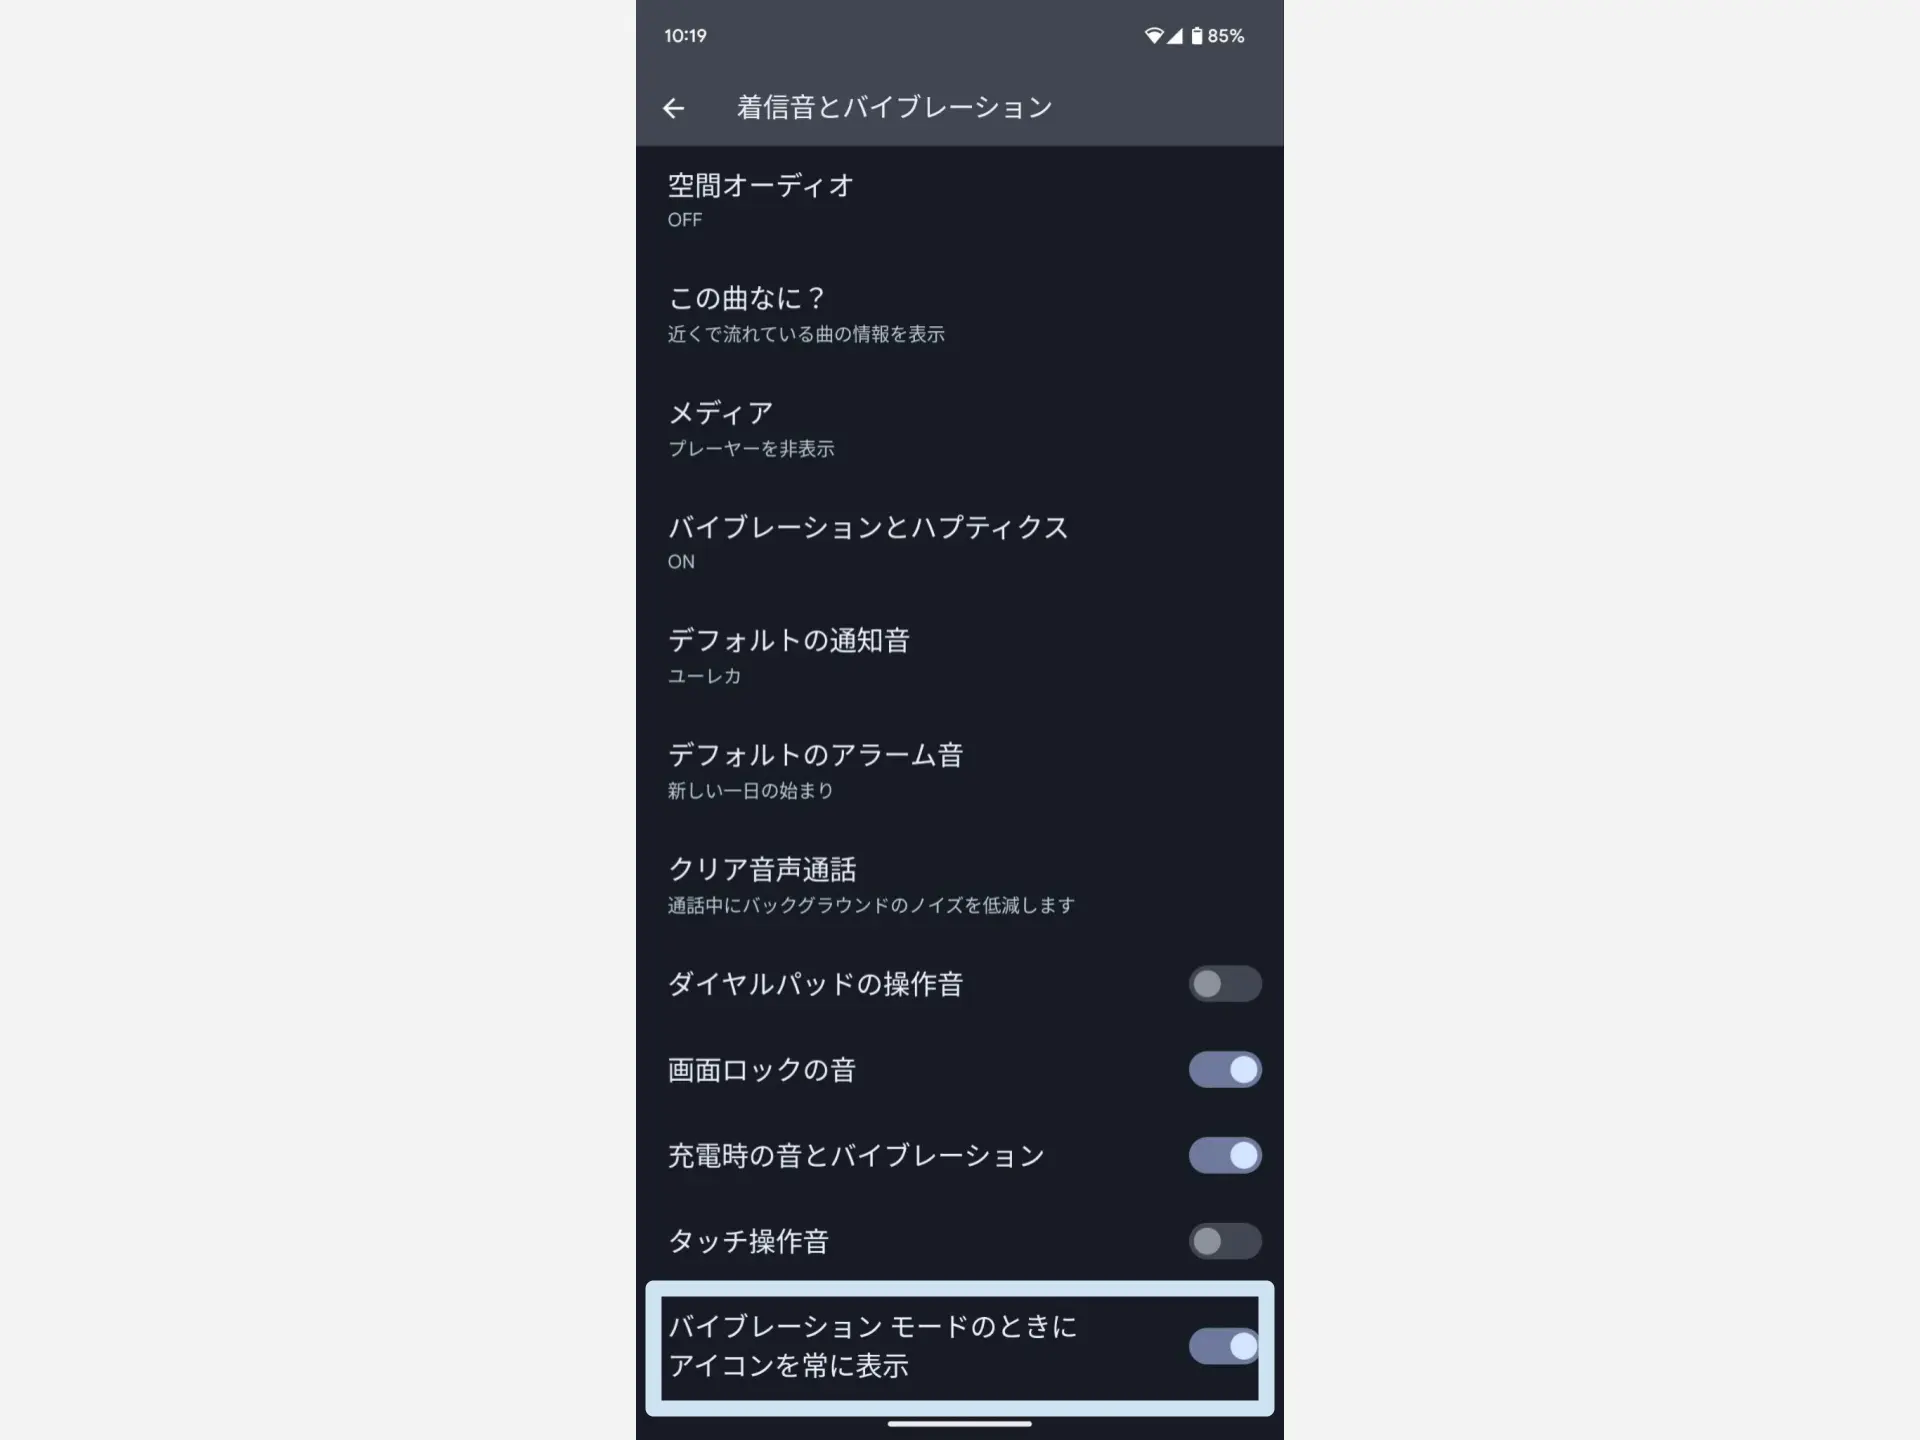 10:19 85%
着信音とバイブレーション
空間オーディオ
OFF
この曲なに？
近くで流れている曲の情報を表示
メディア
プレーヤーを非表示
バイブレーションとハプティクス
ON
デフォルトの通知音
ユーレカ
デフォルトのアラーム音
新しい一日の始まり
クリア音声通話
通話中にバックグラウンドのノイズを低減します
ダイヤルパッドの操作音
画面ロックの音
充電時の音とバイブレーション
タッチ操作音
バイブレーション モードのときに
アイコンを常に表示